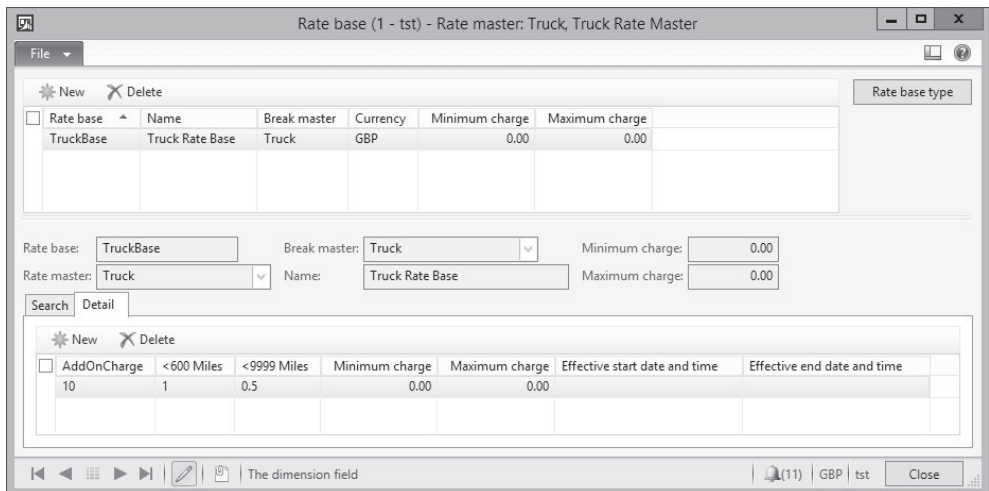 Rate base (1 - tst) - Rate master: Truck, Truck Rate Master
File
New Delete
Rate base type
Rate base Name Break master Currency Minimum charge Maximum charge
TruckBase Truck Rate Base Truck GBP 0.00 0.00
Rate base: TruckBase Break master: Truck Minimum charge: 0.00
Rate master: Truck Name: Truck Rate Base Maximum charge: 0.00
Search Detail
New Delete
AddOnCharge <600 Miles <9999 Miles Minimum charge Maximum charge Effective start date and time Effective end date and time
10 1 0.5 0.00 0.00
The dimension field (11) GBP tst Close